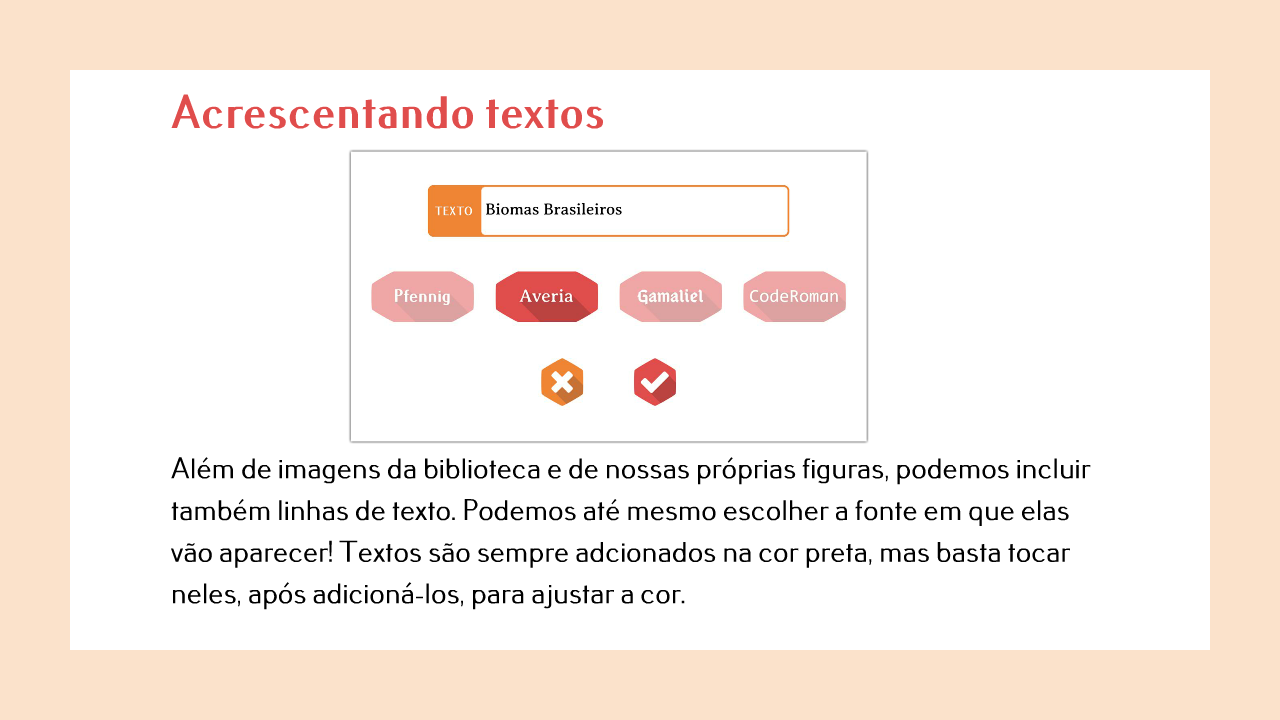 Acrescentando textos
TEXTO Biomas Brasileiros
Pfennig Averia Gamaliel CodeRoman
Além de imagens da biblioteca e de nossas próprias figuras, podemos incluir
também linhas de texto. Podemos até mesmo escolher a fonte em que elas
vão aparecer! Textos são sempre adcionados na cor preta, mas basta tocar
neles, após adicioná-los, para ajustar a cor.